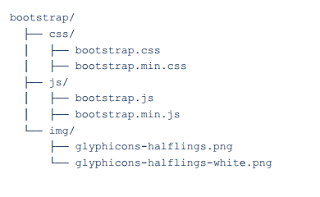 bootstrap/
├── css/
│   ├── bootstrap.css
│   ├── bootstrap.min.css
├── js/
│   ├── bootstrap.js
│   ├── bootstrap.min.js
└── img/
    ├── glyphicons-halflings.png
    └── glyphicons-halflings-white.png